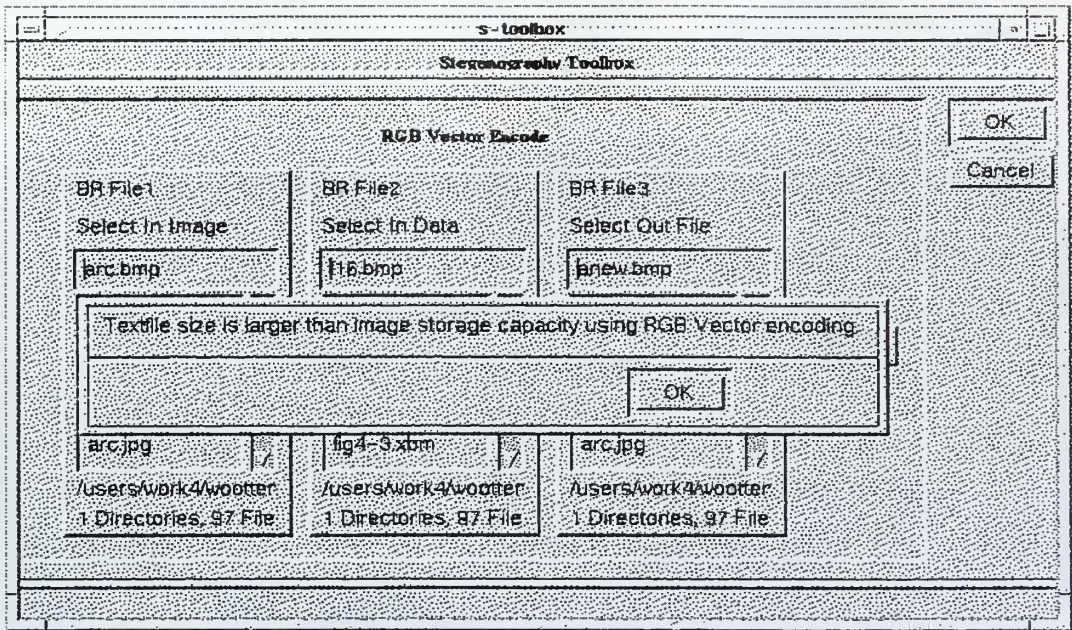 s-toolbox
Steganography Toolbox
RGB Vector Encode
OK
Cancel
BR File1
BR File2
BR File3
Select In Image
Select In Data
Select Out File
arc.bmp
f16.bmp
anew.bmp
Textfile size is larger than image storage capacity using RGB Vector encoding.
OK
arc.jpg
fig4-3.xbm
arc.jpg
/users/work4/wootter
/users/work4/wootter
/users/work4/wootter
1 Directories, 97 File
1 Directories, 97 File
1 Directories, 97 File